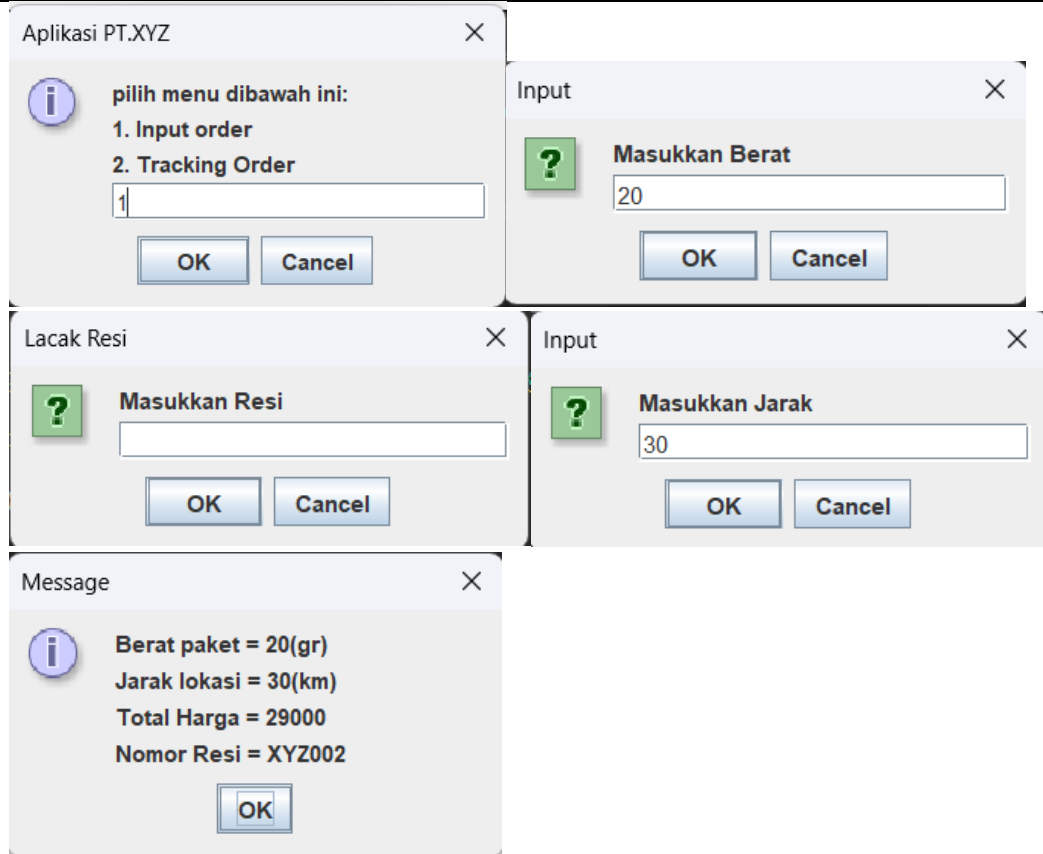 Aplikasi PT.XYZ
pilih menu dibawah ini:
1. Input order
2. Tracking Order
1
OK
Cancel
Input
Masukkan Berat
20
OK
Cancel
Lacak Resi
Masukkan Resi
OK
Cancel
Input
Masukkan Jarak
30
OK
Cancel
Message
Berat paket = 20(gr)
Jarak lokasi = 30(km)
Total Harga = 29000
Nomor Resi = XYZ002
OK